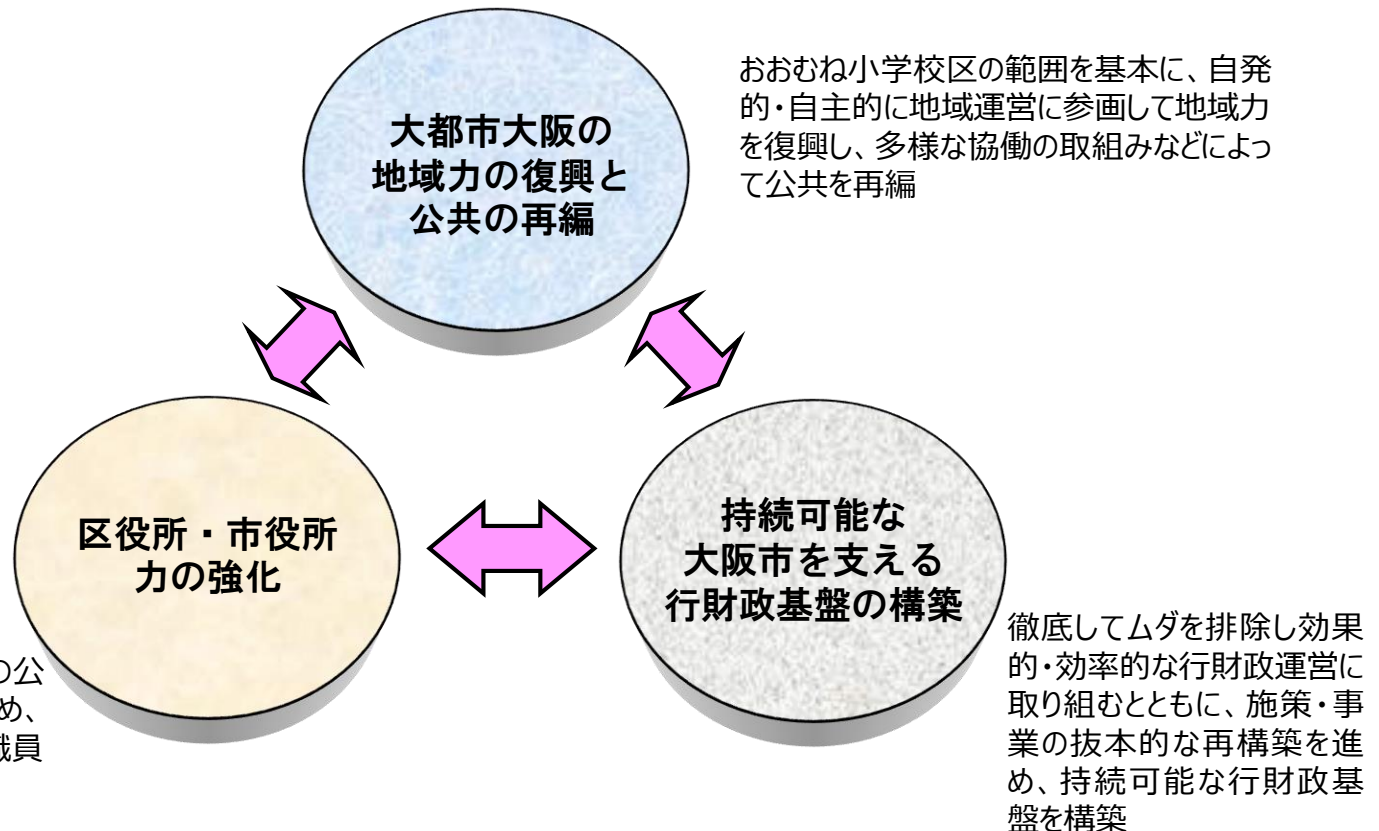 大都市大阪の
地域力の復興と
公共の再編
おおむね小学校区の範囲を基本に、自発
的・自主的に地域運営に参画して地域力
を復興し、多様な協働の取組みなどによっ
て公共を再編
区役所・市役所
力の強化
持続可能な
大阪市を支える
行財政基盤の構築
の公
め、
職員
徹底してムダを排除し効果
的・効率的な行財政運営に
取り組むとともに、施策・事
業の抜本的な再構築を進
め、持続可能な行財政基
盤を構築